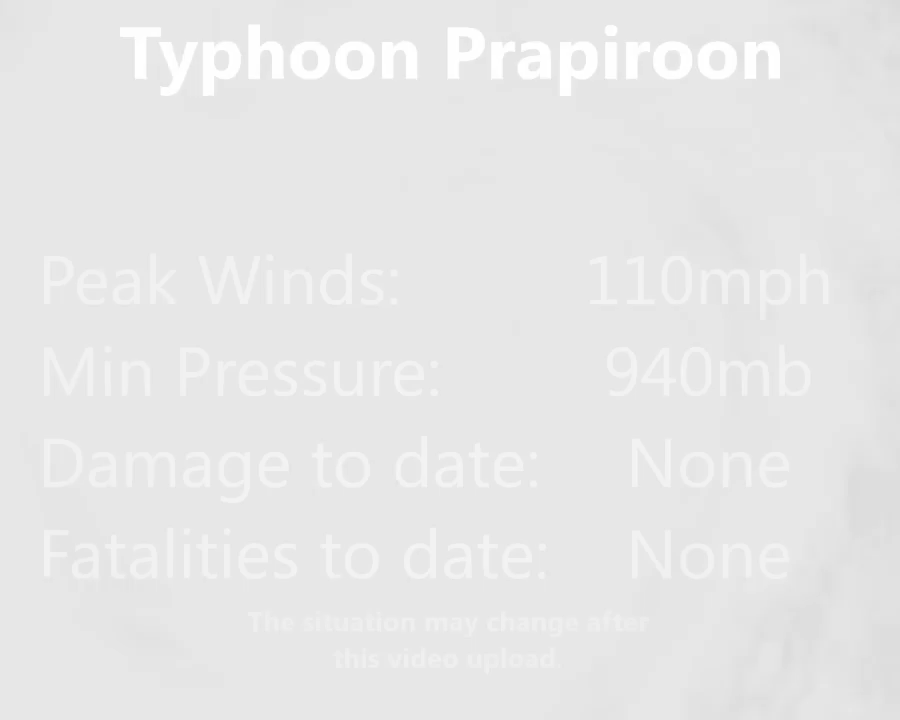 Typhoon Prapiroon
Peak Winds: 110mph
Min Pressure: 940mb
Damage to date: None
Fatalities to date: None
The situation may change after
this video upload.